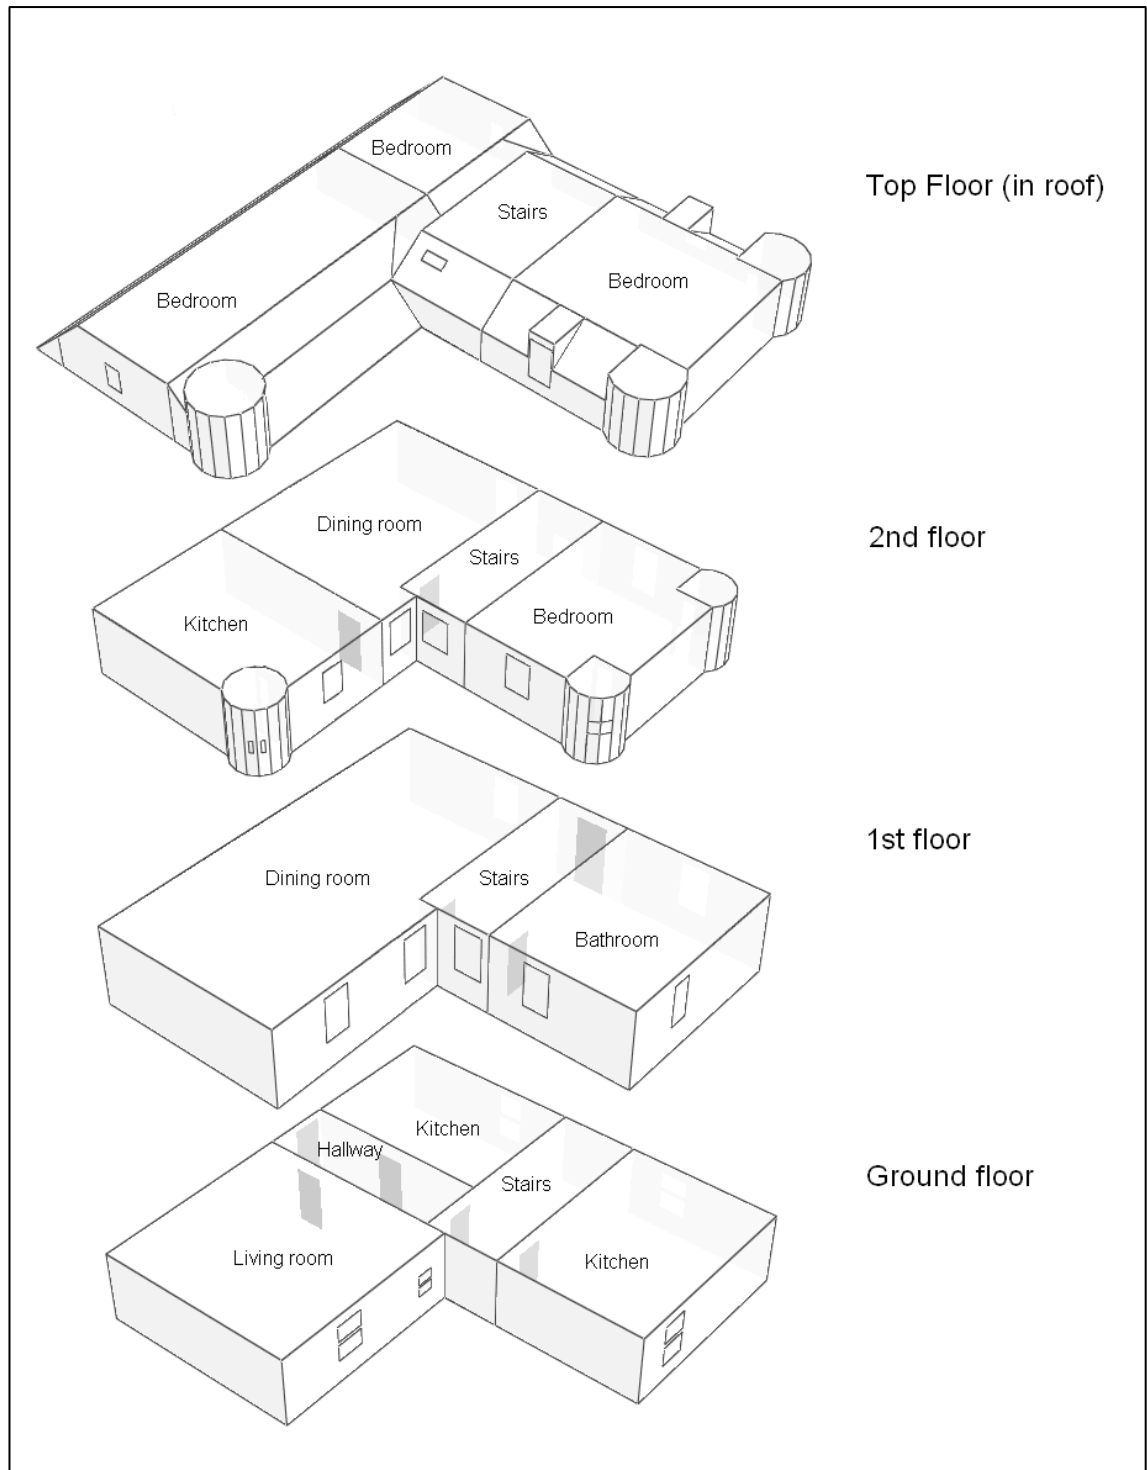 Top Floor (in roof)
Bedroom
Stairs
Bedroom
Bedroom
2nd floor
Dining room
Stairs
Kitchen
Bedroom
1st floor
Dining room
Stairs
Bathroom
Ground floor
Kitchen
Hallway
Stairs
Living room
Kitchen